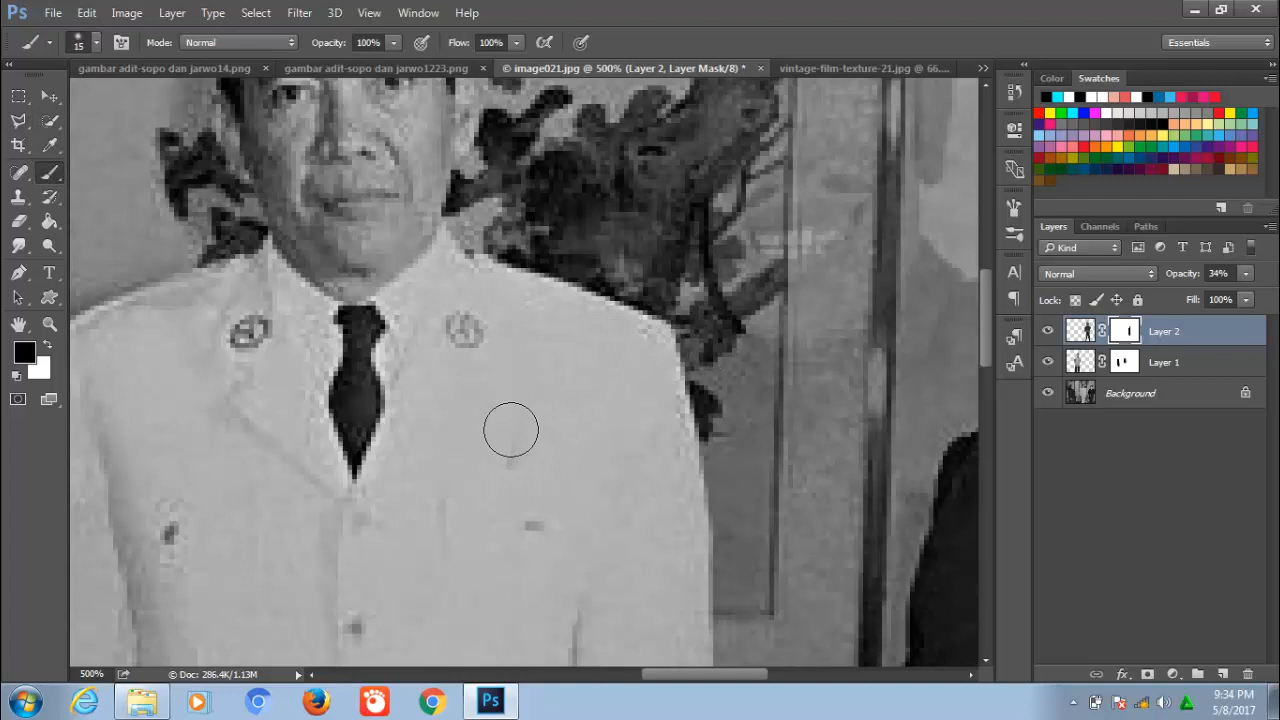 Ps File Edit Image Layer Type Select Filter 3D View Window Help
15 Mode: Normal Opacity: 100% Flow: 100% Essentials
gambar adit-sopo dan jarwo14.png × gambar adit-sopo dan jarwo1223.png × © image021.jpg @ 500% (Layer 2, Layer Mask/8) * × vintage-film-texture-21.jpg @ 66....
Color Swatches
Layers Channels Paths
Kind
Normal Opacity: 34%
Lock: Fill: 100%
Layer 2
Layer 1
Background
500% Doc: 286.4K/1.13M
Ps
9:34 PM
5/8/2017